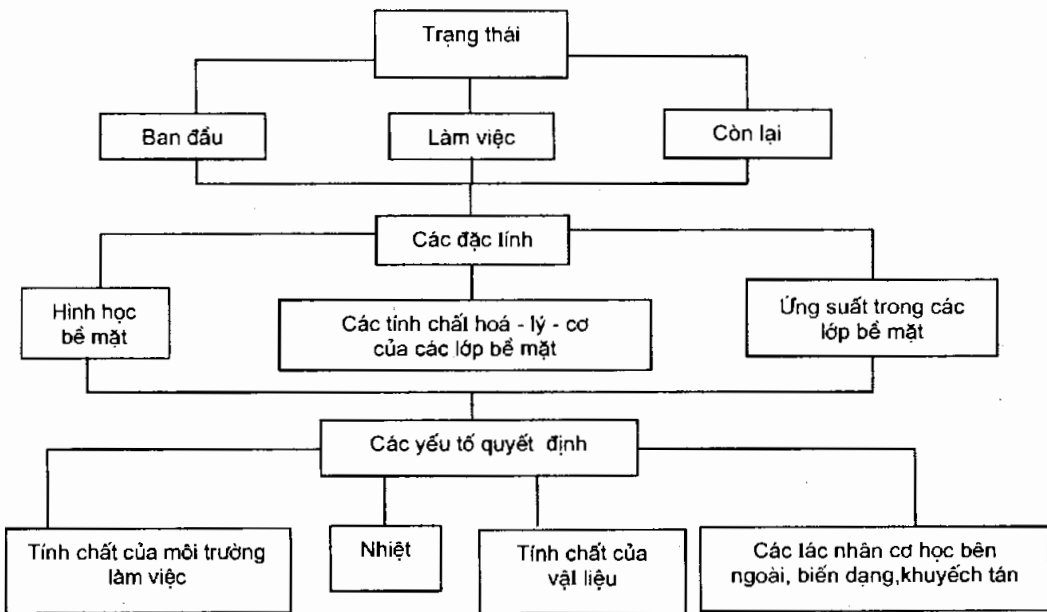 Trạng thái
Ban đầu
Làm việc
Còn lại
Các đặc lính
Hình học
bề mặt
Các tính chấl hoá - lý - cơ
của các lớp bề mặt
Ứng suất trong các
lớp bề mặt
Các yếu tố quyết định
Tính chất của môi trường
làm việc
Nhiệt
Tính chất của
vậl liệu
Các lác nhân cơ học bên
ngoài, biến dạng,khuyếch tán